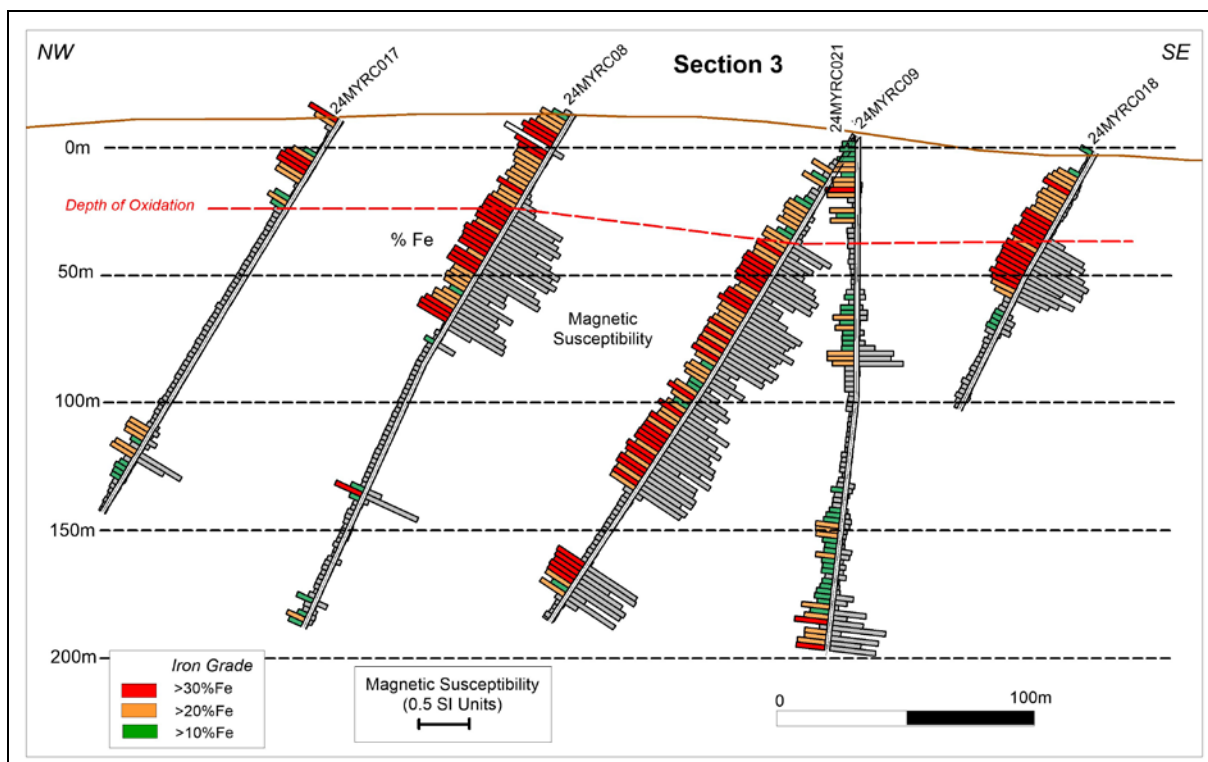 NW
Section 3
SE
24MYRC017
24MYRC08
24MYRC021
24MYRC09
24MYRC018
0m
Depth of Oxidation
% Fe
50m
Magnetic
Susceptibility
100m
150m
200m
Iron Grade
>30%Fe
>20%Fe
>10%Fe
Magnetic Susceptibility
(0.5 SI Units)
0
100m